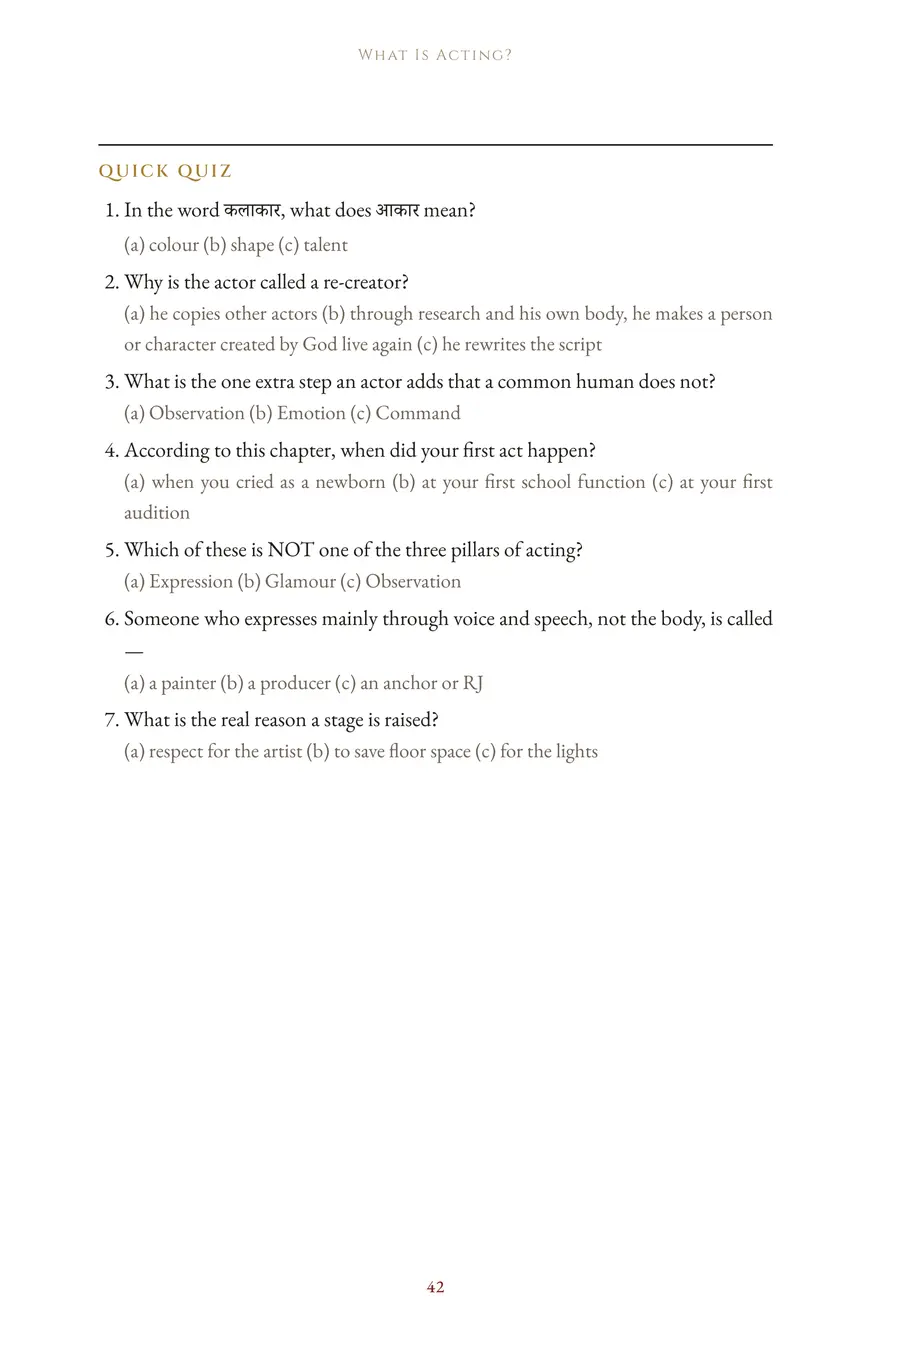 What Is Acting?
QUICK QUIZ
1. In the word कलाकार, what does आकार mean?
(a) colour (b) shape (c) talent
2. Why is the actor called a re-creator?
(a) he copies other actors (b) through research and his own body, he makes a person
or character created by God live again (c) he rewrites the script
3. What is the one extra step an actor adds that a common human does not?
(a) Observation (b) Emotion (c) Command
4. According to this chapter, when did your first act happen?
(a) when you cried as a newborn (b) at your first school function (c) at your first
audition
5. Which of these is NOT one of the three pillars of acting?
(a) Expression (b) Glamour (c) Observation
6. Someone who expresses mainly through voice and speech, not the body, is called
—
(a) a painter (b) a producer (c) an anchor or RJ
7. What is the real reason a stage is raised?
(a) respect for the artist (b) to save floor space (c) for the lights
42